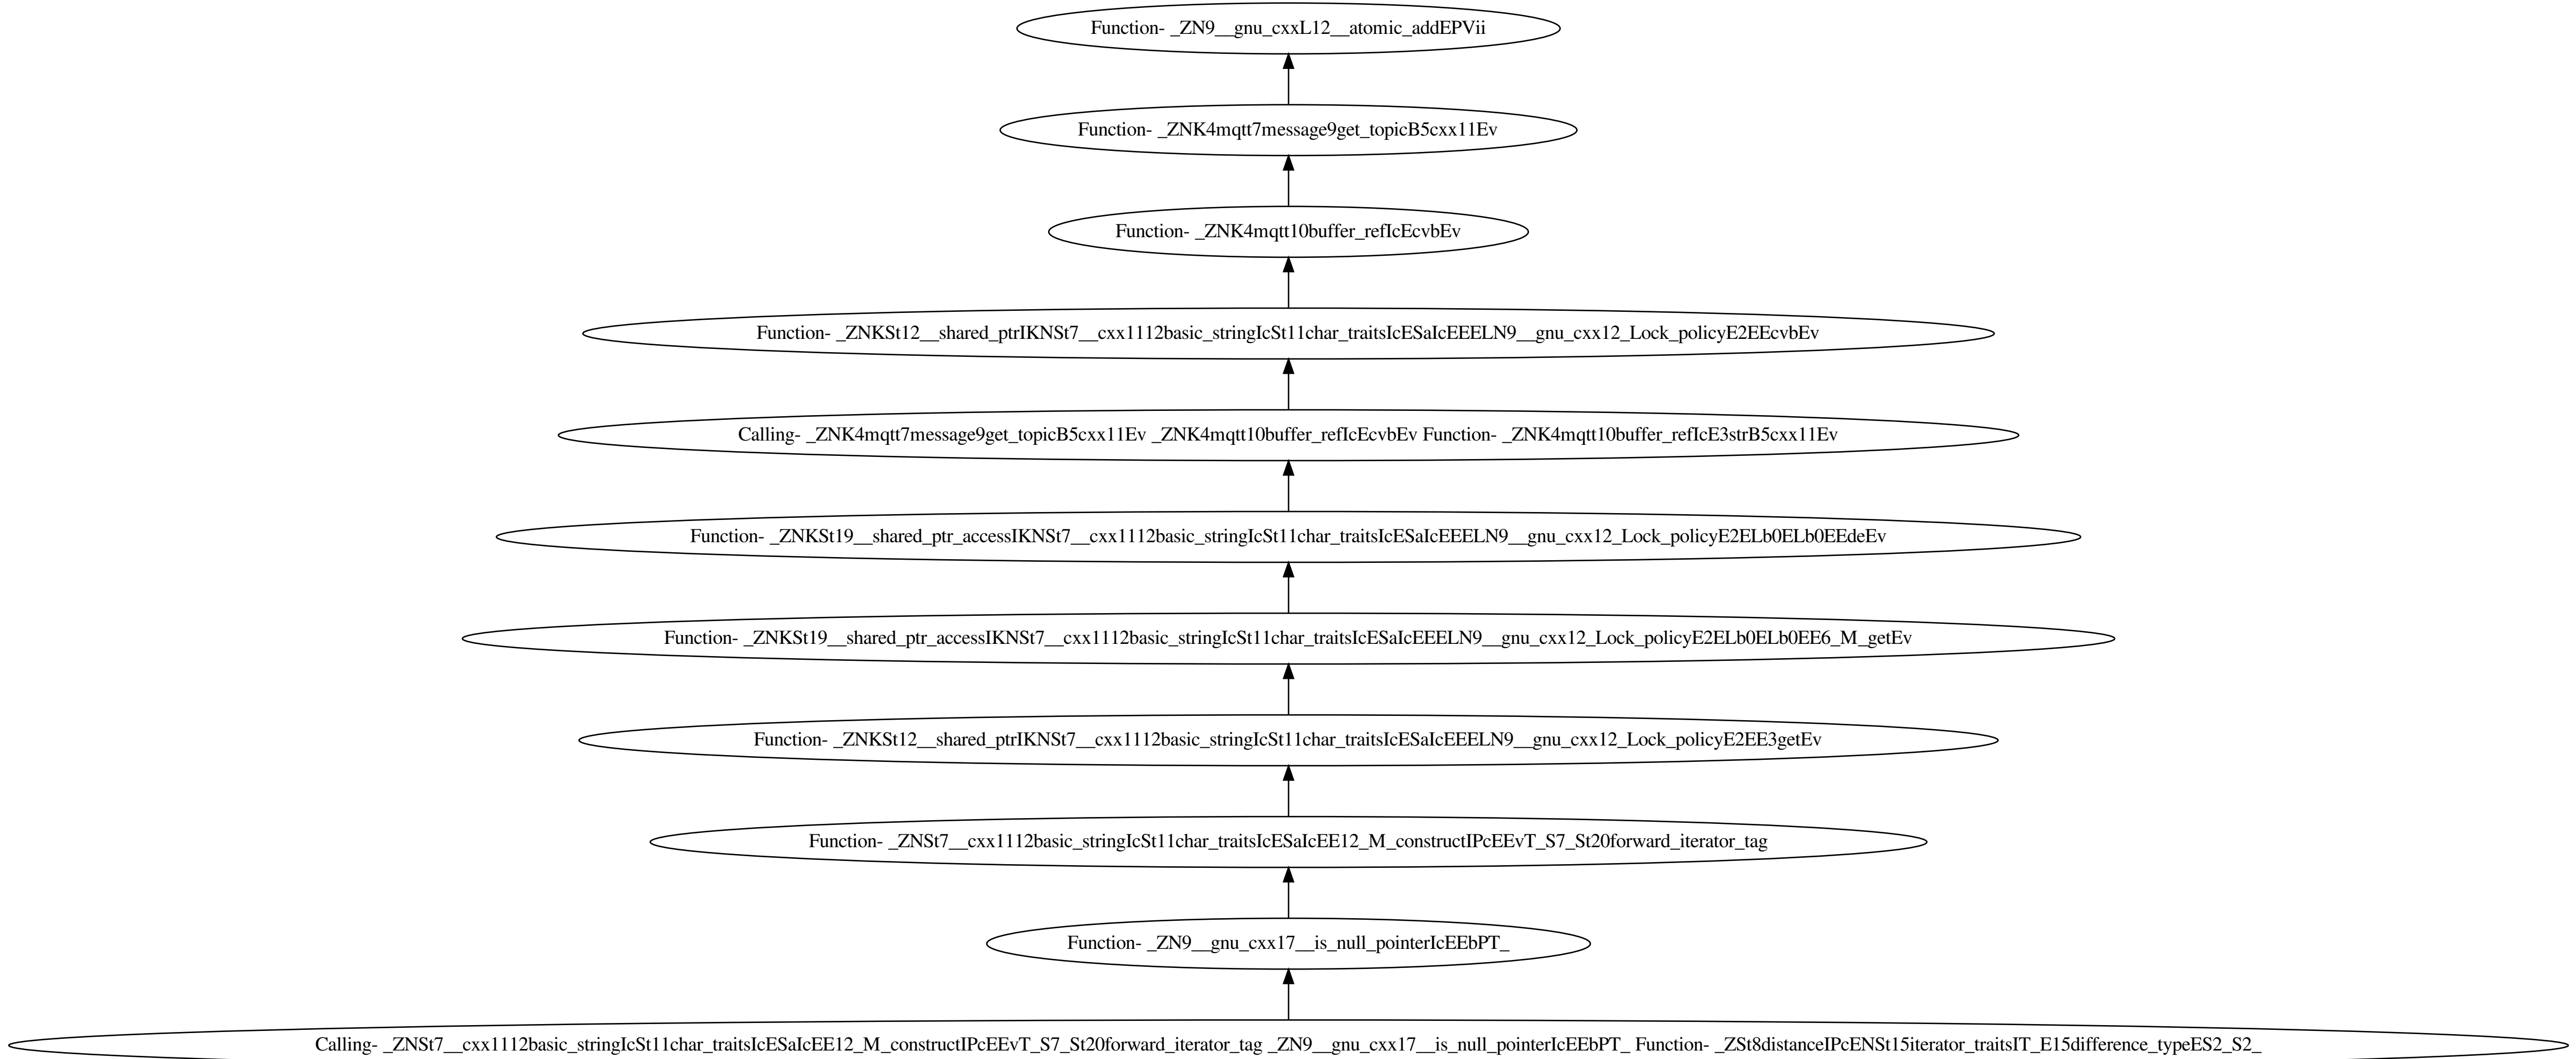 Function- _ZN9__gnu_cxxL12__atomic_addEPVii
Function- _ZNK4mqtt7message9get_topicB5cxx11Ev
Function- _ZNK4mqtt10buffer_refIcEcvbEv
Function- _ZNKSt12__shared_ptrIKNSt7__cxx1112basic_stringIcSt11char_traitsIcESaIcEEELN9__gnu_cxx12_Lock_policyE2EEcvbEv
Calling- _ZNK4mqtt7message9get_topicB5cxx11Ev _ZNK4mqtt10buffer_refIcEcvbEv Function- _ZNK4mqtt10buffer_refIcE3strB5cxx11Ev
Function- _ZNKSt19__shared_ptr_accessIKNSt7__cxx1112basic_stringIcSt11char_traitsIcESaIcEEELN9__gnu_cxx12_Lock_policyE2ELb0ELb0EEdeEv
Function- _ZNKSt19__shared_ptr_accessIKNSt7__cxx1112basic_stringIcSt11char_traitsIcESaIcEEELN9__gnu_cxx12_Lock_policyE2ELb0ELb0EE6_M_getEv
Function- _ZNKSt12__shared_ptrIKNSt7__cxx1112basic_stringIcSt11char_traitsIcESaIcEEELN9__gnu_cxx12_Lock_policyE2EE3getEv
Function- _ZNSt7__cxx1112basic_stringIcSt11char_traitsIcESaIcEE12_M_constructIPcEEvT_S7_St20forward_iterator_tag
Function- _ZN9__gnu_cxx17__is_null_pointerIcEEbPT_
Calling- _ZNSt7__cxx1112basic_stringIcSt11char_traitsIcESaIcEE12_M_constructIPcEEvT_S7_St20forward_iterator_tag _ZN9__gnu_cxx17__is_null_pointerIcEEbPT_ Function- _ZSt8distanceIPcENSt15iterator_traitsIT_E15difference_typeES2_S2_